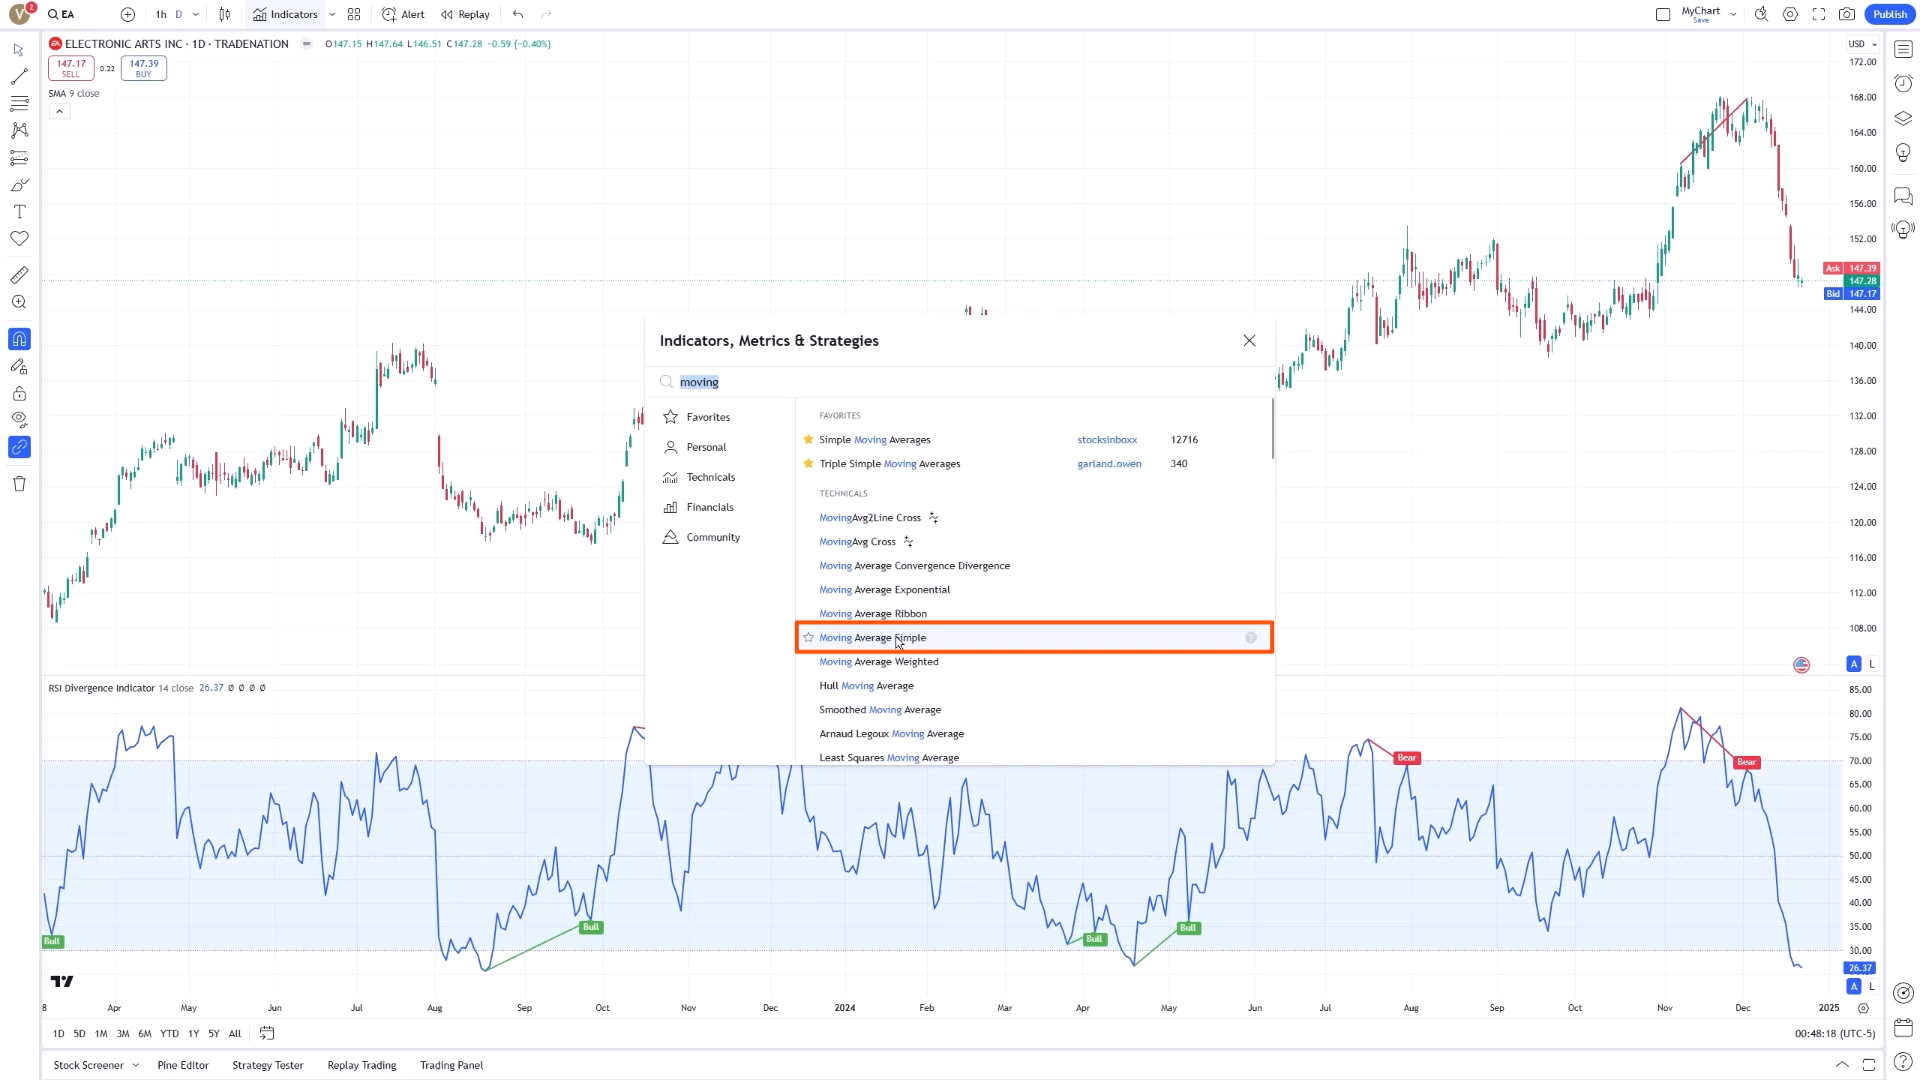 V
2
EA
1h D
Indicators
Alert
Replay
MyChart
Save
Publish
ELECTRONIC ARTS INC · 1D · TRADENATION
O147.15 H147.64 L146.51 C147.28 −0.59 (−0.40%)
USD
147.17
SELL
0.22
147.39
BUY
SMA 9 close
172.00
168.00
164.00
160.00
156.00
152.00
Ask 147.39
147.28
Bid 147.17
144.00
140.00
136.00
132.00
128.00
124.00
120.00
116.00
112.00
108.00
A L
Indicators, Metrics & Strategies
moving
Favorites
Personal
Technicals
Financials
Community
FAVORITES
Simple Moving Averages stocksinboxx 12716
Triple Simple Moving Averages garland.owen 340
TECHNICALS
MovingAvg2Line Cross
MovingAvg Cross
Moving Average Convergence Divergence
Moving Average Exponential
Moving Average Ribbon
Moving Average Simple
Moving Average Weighted
Hull Moving Average
Smoothed Moving Average
Arnaud Legoux Moving Average
Least Squares Moving Average
RSI Divergence Indicator 14 close 26.37 ∅ ∅ ∅ ∅
85.00
80.00
75.00
70.00
65.00
60.00
55.00
50.00
45.00
40.00
35.00
30.00
26.37
A L
Bear
Bear
Bull
Bull
Bull
Bull
8 Apr May Jun Jul Aug Sep Oct Nov Dec 2024 Feb Mar Apr May Jun Jul Aug Sep Oct Nov Dec 2025
1D 5D 1M 3M 6M YTD 1Y 5Y All
00:48:18 (UTC-5)
Stock Screener
Pine Editor
Strategy Tester
Replay Trading
Trading Panel